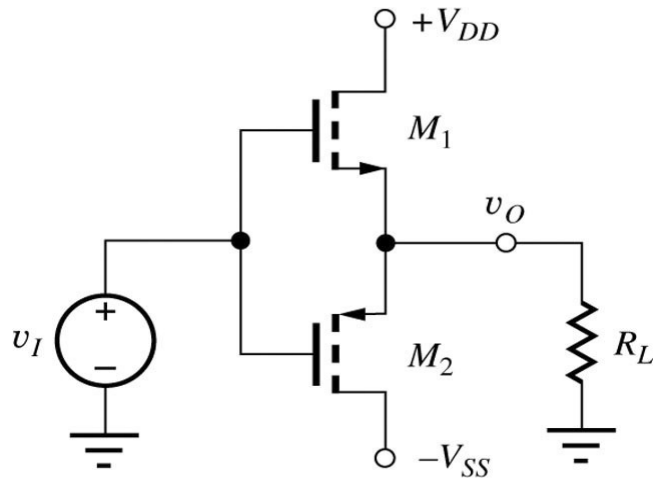 +V_DD
M_1
v_O
+
v_I
−
M_2
R_L
−V_SS